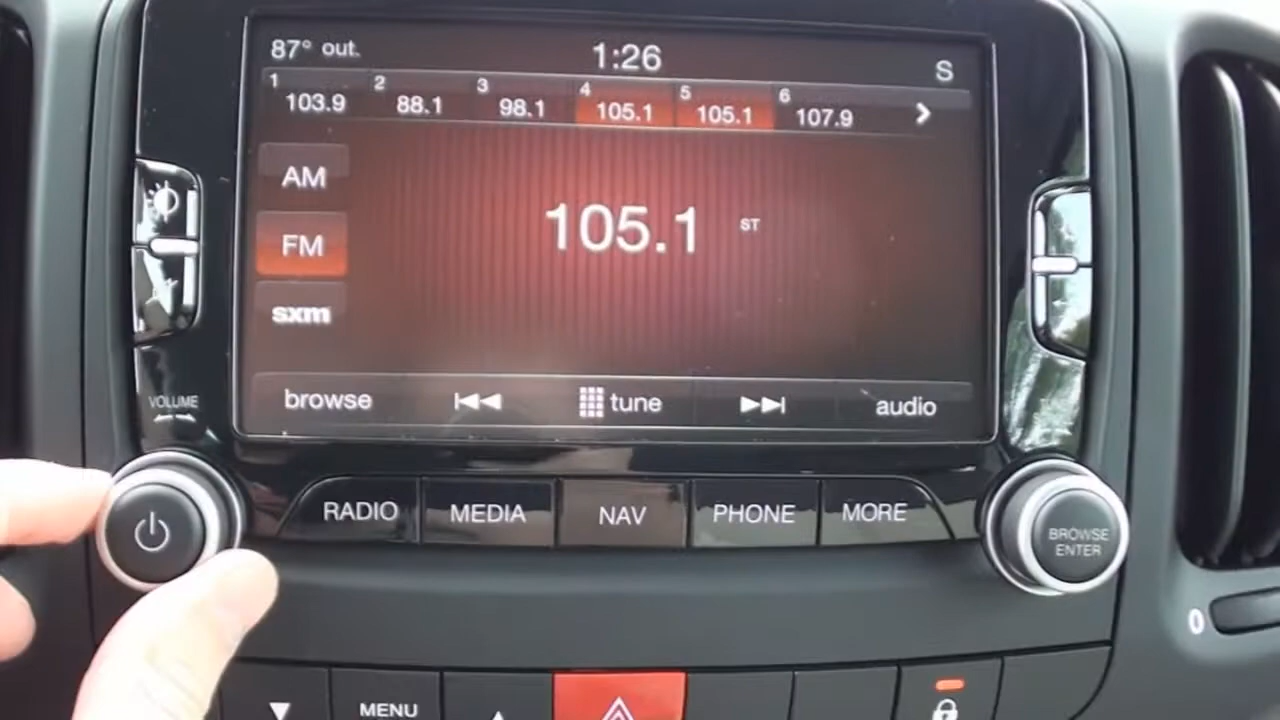 87° out.
1:26
S
1 103.9
2 88.1
3 98.1
4 105.1
5 105.1
6 107.9
AM
105.1 ST
FM
sxm
browse
tune
audio
VOLUME
RADIO
MEDIA
NAV
PHONE
MORE
BROWSE
ENTER
0
MENU